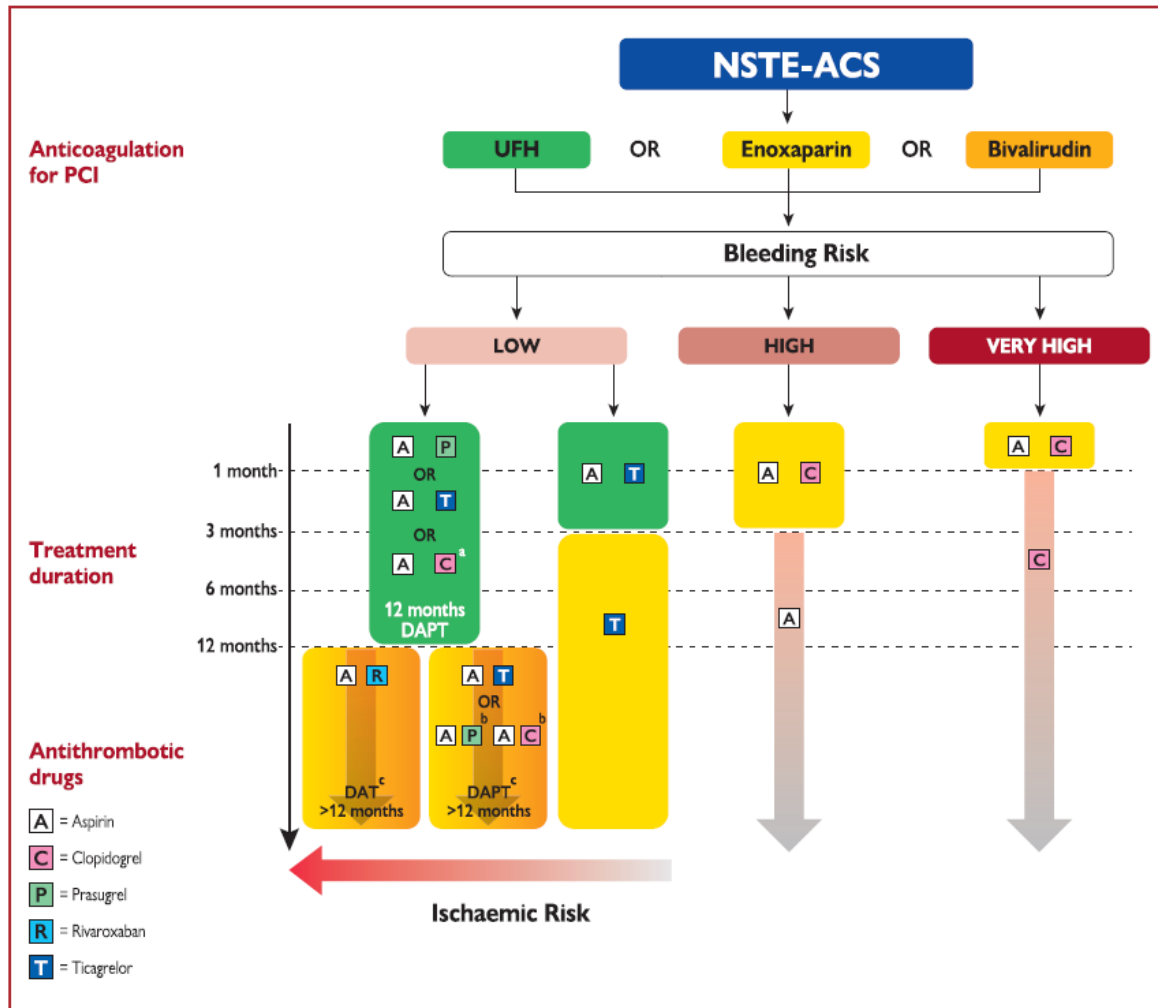 NSTE-ACS
Anticoagulation
for PCI
UFH OR Enoxaparin OR Bivalirudin
Bleeding Risk
LOW HIGH VERY HIGH
A P
OR
A T
OR
A C a
12 months
DAPT
A T
T
A C
A
A C
C
1 month
3 months
6 months
12 months
Treatment
duration
A R
DAT c
>12 months
A T
OR
A P b A C b
DAPT c
>12 months
Ischaemic Risk
Antithrombotic
drugs
A = Aspirin
C = Clopidogrel
P = Prasugrel
R = Rivaroxaban
T = Ticagrelor